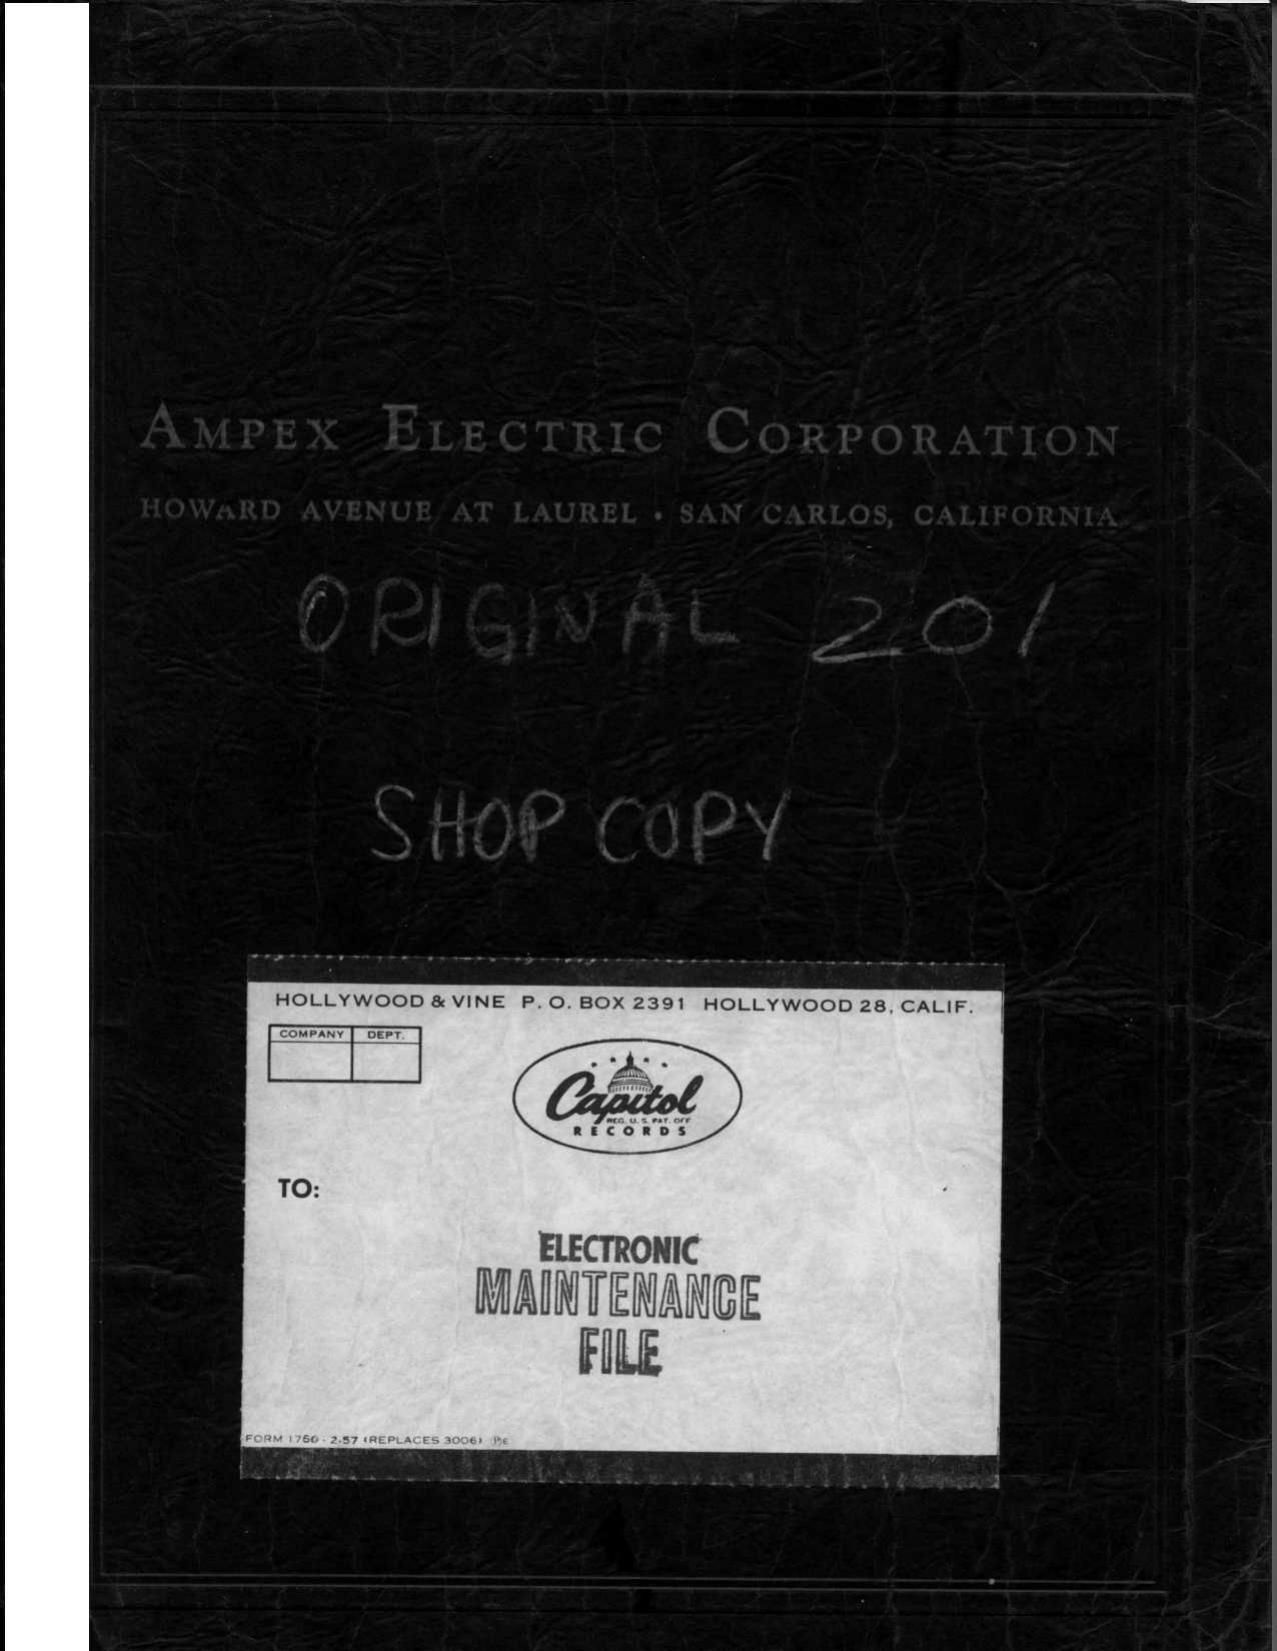 AMPEX ELECTRIC CORPORATION
HOWARD AVENUE AT LAUREL • SAN CARLOS, CALIFORNIA
ORIGINAL 201
SHOP COPY
HOLLYWOOD & VINE P. O. BOX 2391 HOLLYWOOD 28, CALIF.
COMPANY DEPT.
Capitol
REG. U. S. PAT. OFF
RECORDS
TO:
ELECTRONIC
MAINTENANCE
FILE
FORM 1756 - 2-57 (REPLACES 3006)